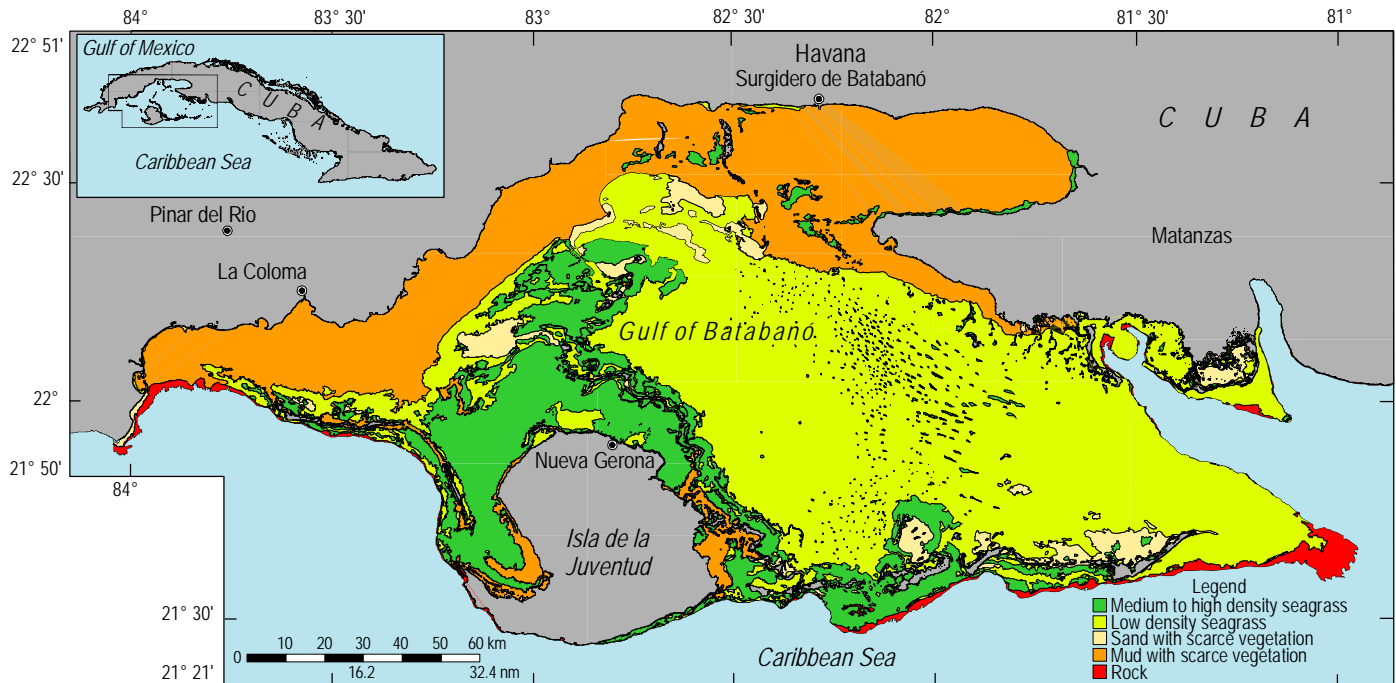 84°
83° 30'
83°
82° 30'
82°
81° 30'
81°
22° 51'
Gulf of Mexico
CUBA
Caribbean Sea
Havana
Surgidero de Batabanó
CUBA
22° 30'
Pinar del Rio
Matanzas
La Coloma
Gulf of Batabanó
22°
Nueva Gerona
21° 50'
84°
Isla de la
Juventud
21° 30'
Legend
Medium to high density seagrass
Low density seagrass
Sand with scarce vegetation
Mud with scarce vegetation
Rock
10 20 30 40 50 60 km
0
16.2 32.4 nm
Caribbean Sea
21° 21'